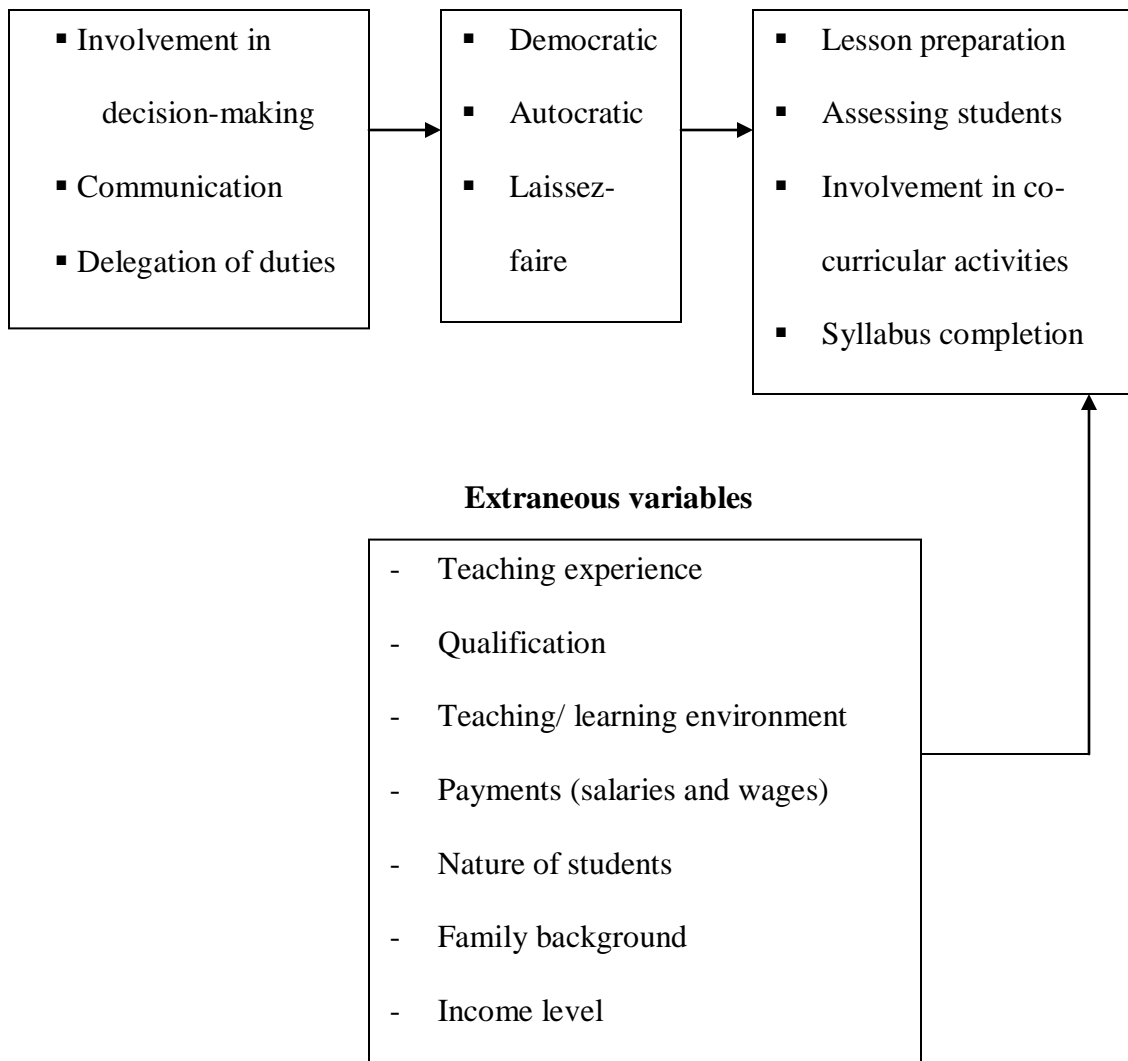 ▪ Involvement in
decision-making
▪ Communication
▪ Delegation of duties
▪ Democratic
▪ Autocratic
▪ Laissez-
faire
▪ Lesson preparation
▪ Assessing students
▪ Involvement in co-
curricular activities
▪ Syllabus completion
Extraneous variables
- Teaching experience
- Qualification
- Teaching/ learning environment
- Payments (salaries and wages)
- Nature of students
- Family background
- Income level